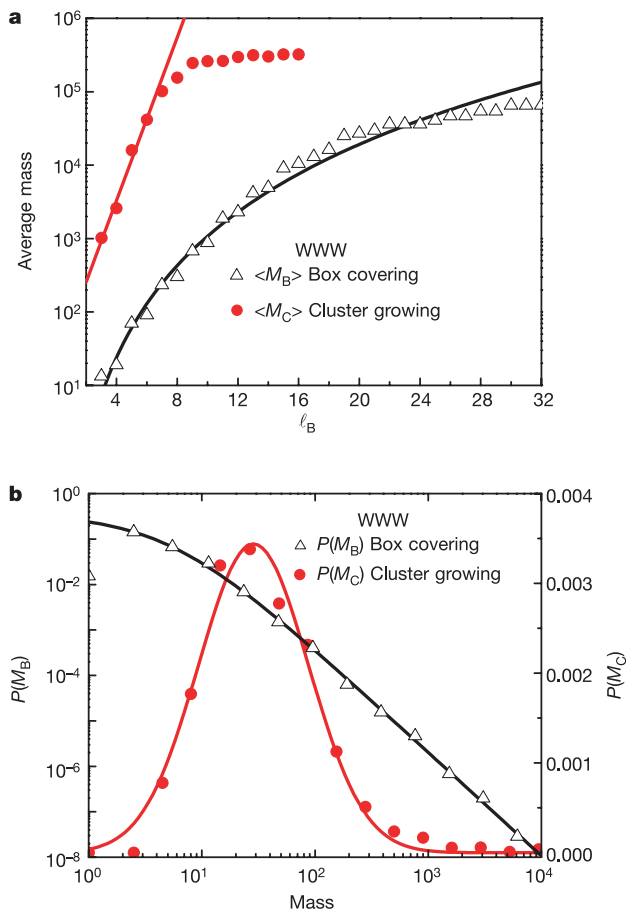 a
10^6
10^5
10^4
10^3
10^2
10^1
Average mass
WWW
△ <M_B> Box covering
● <M_C> Cluster growing
4 8 12 16 20 24 28 32
ℓ_B
b
10^0
10^-2
10^-4
10^-6
10^-8
P(M_B)
WWW
△ P(M_B) Box covering
● P(M_C) Cluster growing
0.004
0.003
0.002
0.001
0.000
P(M_C)
10^0 10^1 10^2 10^3 10^4
Mass